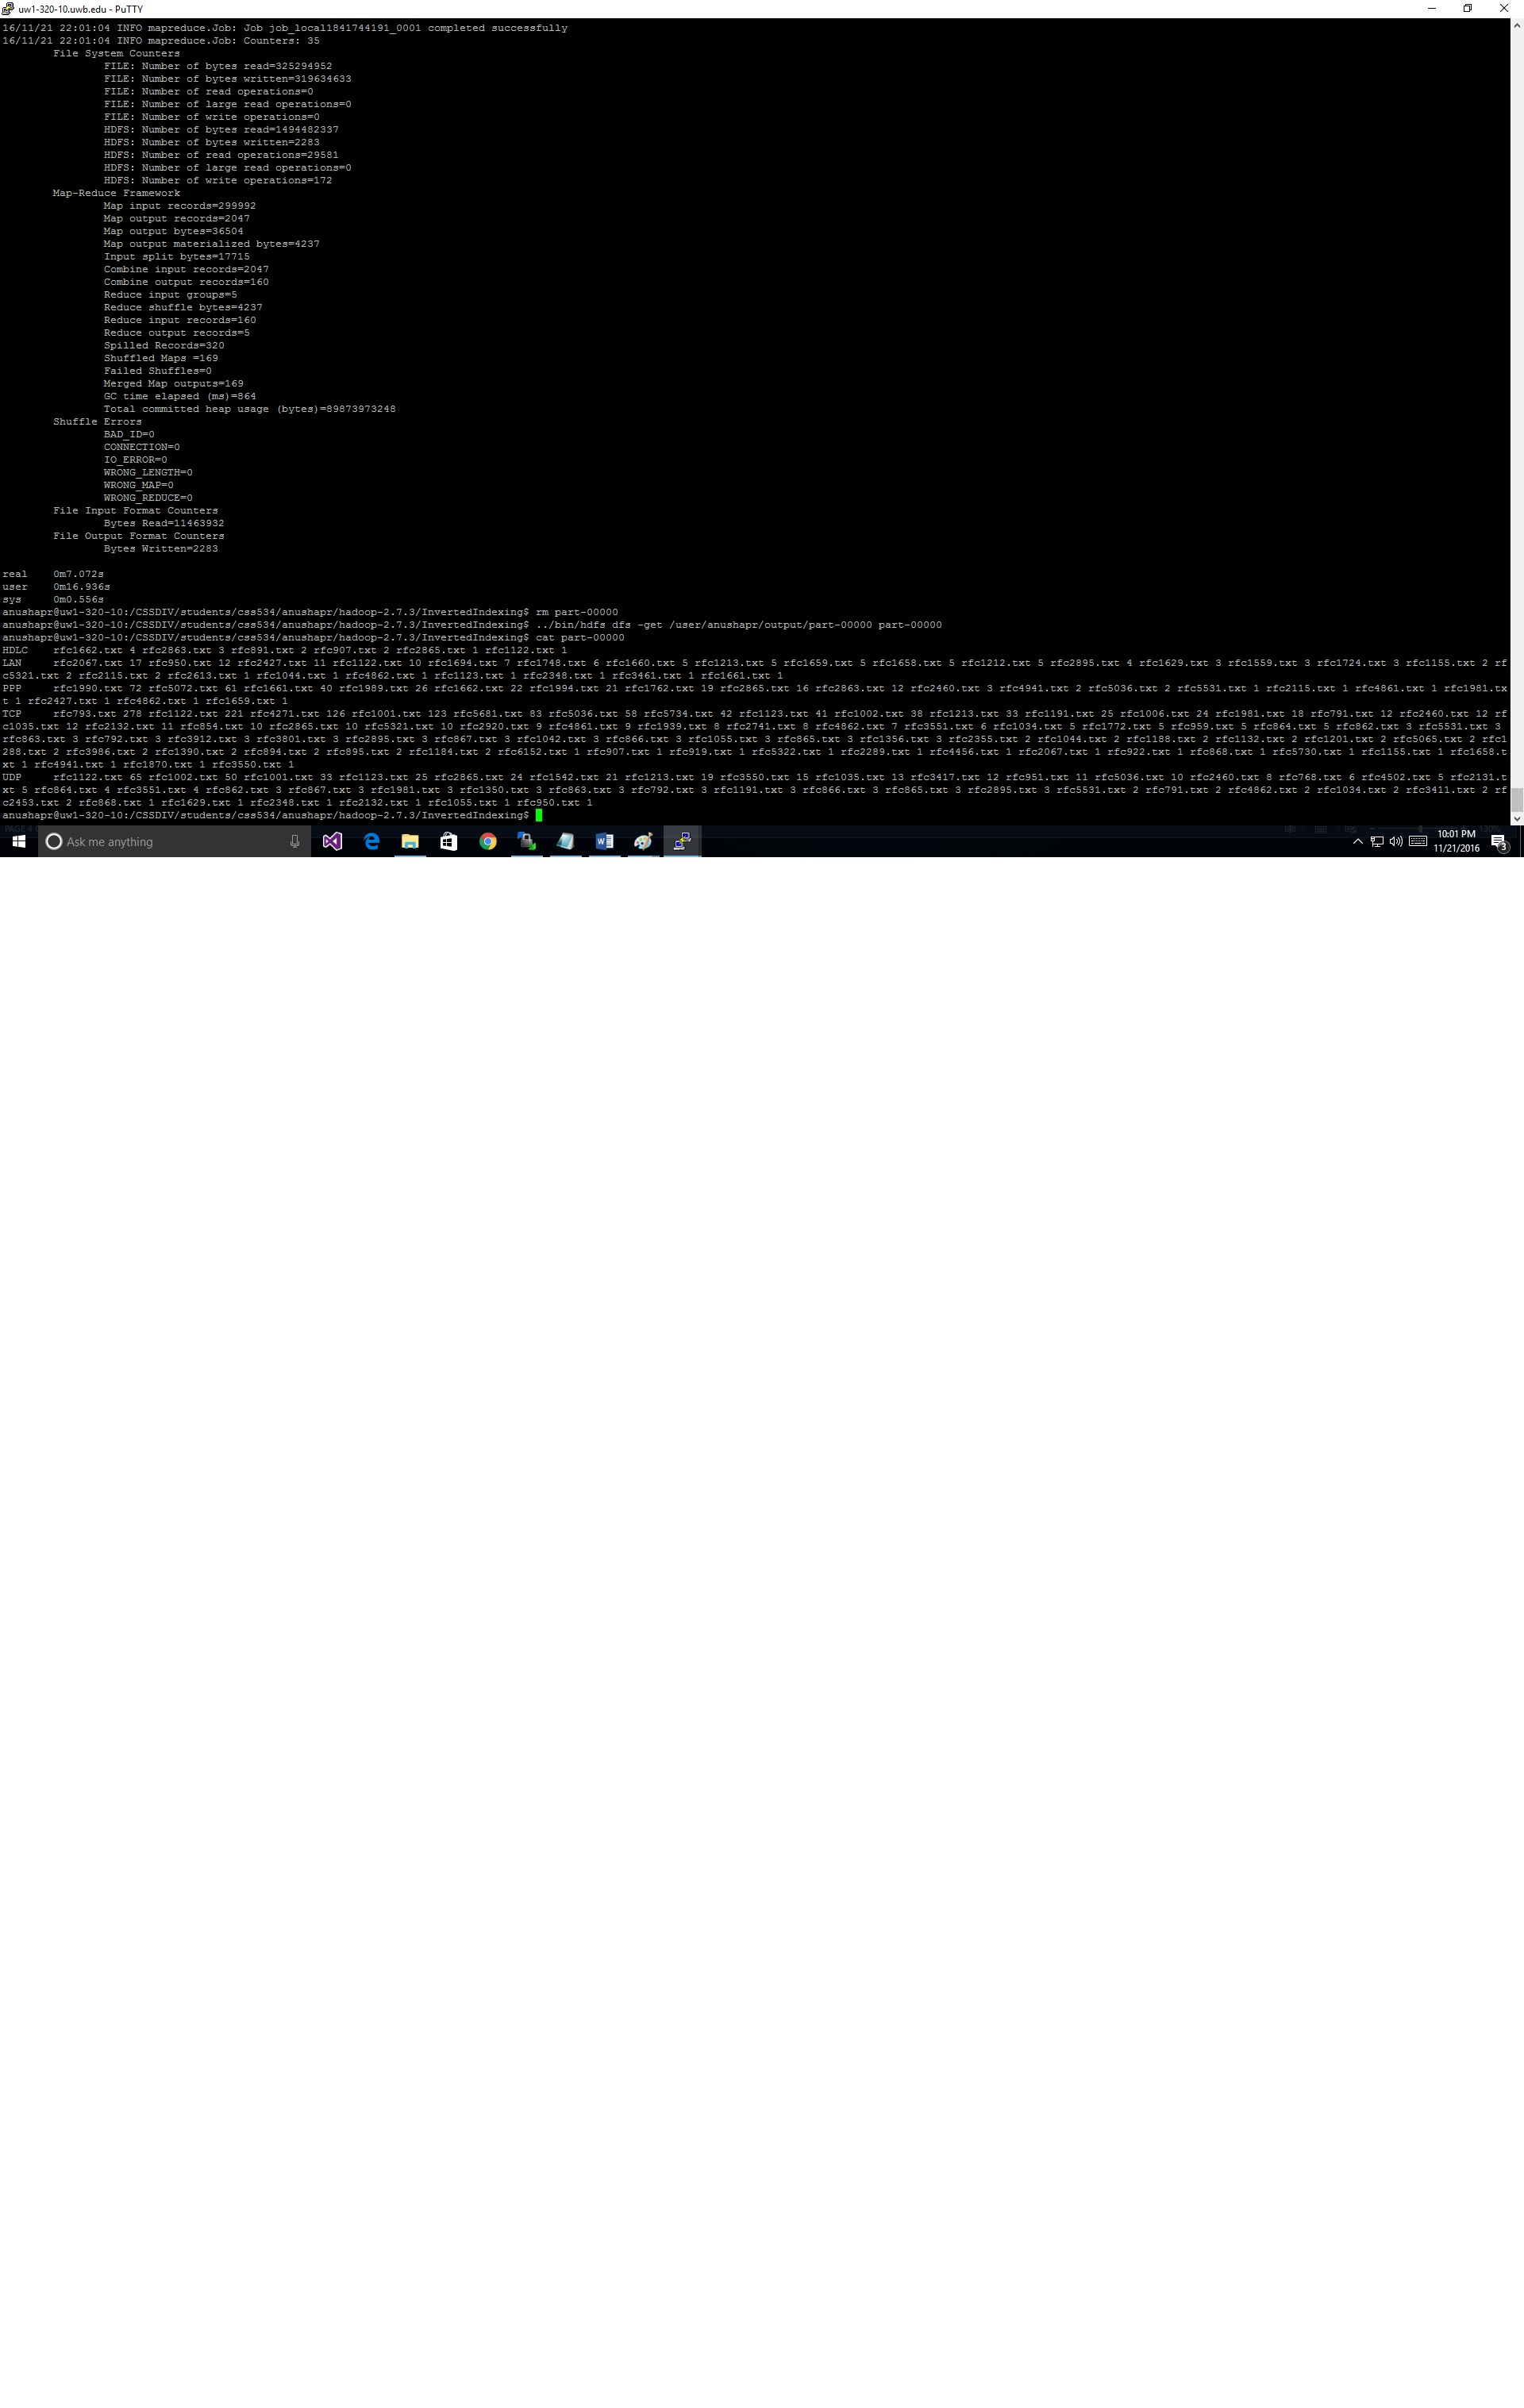 uw1-320-10.uwb.edu - PuTTY
16/11/21 22:01:04 INFO mapreduce.Job: Job job_local1841744191_0001 completed successfully
16/11/21 22:01:04 INFO mapreduce.Job: Counters: 35
File System Counters
FILE: Number of bytes read=325294952
FILE: Number of bytes written=319634633
FILE: Number of read operations=0
FILE: Number of large read operations=0
FILE: Number of write operations=0
HDFS: Number of bytes read=1494482337
HDFS: Number of bytes written=2283
HDFS: Number of read operations=29581
HDFS: Number of large read operations=0
HDFS: Number of write operations=172
Map-Reduce Framework
Map input records=299992
Map output records=2047
Map output bytes=36504
Map output materialized bytes=4237
Input split bytes=17715
Combine input records=2047
Combine output records=160
Reduce input groups=5
Reduce shuffle bytes=4237
Reduce input records=160
Reduce output records=5
Spilled Records=320
Shuffled Maps =169
Failed Shuffles=0
Merged Map outputs=169
GC time elapsed (ms)=864
Total committed heap usage (bytes)=89873973248
Shuffle Errors
BAD_ID=0
CONNECTION=0
IO_ERROR=0
WRONG_LENGTH=0
WRONG_MAP=0
WRONG_REDUCE=0
File Input Format Counters
Bytes Read=11463932
File Output Format Counters
Bytes Written=2283
real 0m7.072s
user 0m16.936s
sys 0m0.556s
anushapr@uw1-320-10:/CSSDIV/students/css534/anushapr/hadoop-2.7.3/InvertedIndexing$ rm part-00000
anushapr@uw1-320-10:/CSSDIV/students/css534/anushapr/hadoop-2.7.3/InvertedIndexing$ ../bin/hdfs dfs -get /user/anushapr/output/part-00000 part-00000
anushapr@uw1-320-10:/CSSDIV/students/css534/anushapr/hadoop-2.7.3/InvertedIndexing$ cat part-00000
HDLC rfc1662.txt 4 rfc2863.txt 3 rfc891.txt 2 rfc907.txt 2 rfc2865.txt 1 rfc1122.txt 1
LAN rfc2067.txt 17 rfc950.txt 12 rfc2427.txt 11 rfc1122.txt 10 rfc1694.txt 7 rfc1748.txt 6 rfc1660.txt 5 rfc1213.txt 5 rfc1659.txt 5 rfc1658.txt 5 rfc1212.txt 5 rfc2895.txt 4 rfc1629.txt 3 rfc1559.txt 3 rfc1724.txt 3 rfc1155.txt 2 rf
c5321.txt 2 rfc2115.txt 2 rfc2613.txt 1 rfc1044.txt 1 rfc4862.txt 1 rfc1123.txt 1 rfc2348.txt 1 rfc3461.txt 1 rfc1661.txt 1
PPP rfc1990.txt 72 rfc5072.txt 61 rfc1661.txt 40 rfc1989.txt 26 rfc1662.txt 22 rfc1994.txt 21 rfc1762.txt 19 rfc2865.txt 16 rfc2863.txt 12 rfc2460.txt 3 rfc4941.txt 2 rfc5036.txt 2 rfc5531.txt 1 rfc2115.txt 1 rfc4861.txt 1 rfc1981.tx
t 1 rfc2427.txt 1 rfc4862.txt 1 rfc1659.txt 1
TCP rfc793.txt 278 rfc1122.txt 221 rfc4271.txt 126 rfc1001.txt 123 rfc5681.txt 83 rfc5036.txt 58 rfc5734.txt 42 rfc1123.txt 41 rfc1002.txt 38 rfc1213.txt 33 rfc1191.txt 25 rfc1006.txt 24 rfc1981.txt 18 rfc791.txt 12 rfc2460.txt 12 rf
c1035.txt 12 rfc2132.txt 11 rfc854.txt 10 rfc2865.txt 10 rfc5321.txt 10 rfc2920.txt 9 rfc4861.txt 9 rfc1939.txt 8 rfc2741.txt 8 rfc4862.txt 7 rfc3551.txt 6 rfc1034.txt 5 rfc1772.txt 5 rfc959.txt 5 rfc864.txt 5 rfc862.txt 3 rfc5531.txt 3
rfc863.txt 3 rfc792.txt 3 rfc3912.txt 3 rfc3801.txt 3 rfc2895.txt 3 rfc867.txt 3 rfc1042.txt 3 rfc866.txt 3 rfc1055.txt 3 rfc865.txt 3 rfc1356.txt 3 rfc2355.txt 2 rfc1044.txt 2 rfc1188.txt 2 rfc1132.txt 2 rfc1201.txt 2 rfc5065.txt 2 rfc1
288.txt 2 rfc3986.txt 2 rfc1390.txt 2 rfc894.txt 2 rfc895.txt 2 rfc1184.txt 2 rfc6152.txt 1 rfc907.txt 1 rfc919.txt 1 rfc5322.txt 1 rfc2289.txt 1 rfc4456.txt 1 rfc2067.txt 1 rfc922.txt 1 rfc868.txt 1 rfc5730.txt 1 rfc1155.txt 1 rfc1658.t
xt 1 rfc4941.txt 1 rfc1870.txt 1 rfc3550.txt 1
UDP rfc1122.txt 65 rfc1002.txt 50 rfc1001.txt 33 rfc1123.txt 25 rfc2865.txt 24 rfc1542.txt 21 rfc1213.txt 19 rfc3550.txt 15 rfc1035.txt 13 rfc3417.txt 12 rfc951.txt 11 rfc5036.txt 10 rfc2460.txt 8 rfc768.txt 6 rfc4502.txt 5 rfc2131.t
xt 5 rfc864.txt 4 rfc3551.txt 4 rfc862.txt 3 rfc867.txt 3 rfc1981.txt 3 rfc1350.txt 3 rfc863.txt 3 rfc792.txt 3 rfc1191.txt 3 rfc866.txt 3 rfc865.txt 3 rfc2895.txt 3 rfc5531.txt 2 rfc791.txt 2 rfc4862.txt 2 rfc1034.txt 2 rfc3411.txt 2 rf
c2453.txt 2 rfc868.txt 1 rfc1629.txt 1 rfc2348.txt 1 rfc2132.txt 1 rfc1055.txt 1 rfc950.txt 1
anushapr@uw1-320-10:/CSSDIV/students/css534/anushapr/hadoop-2.7.3/InvertedIndexing$
Ask me anything
10:01 PM
11/21/2016
3